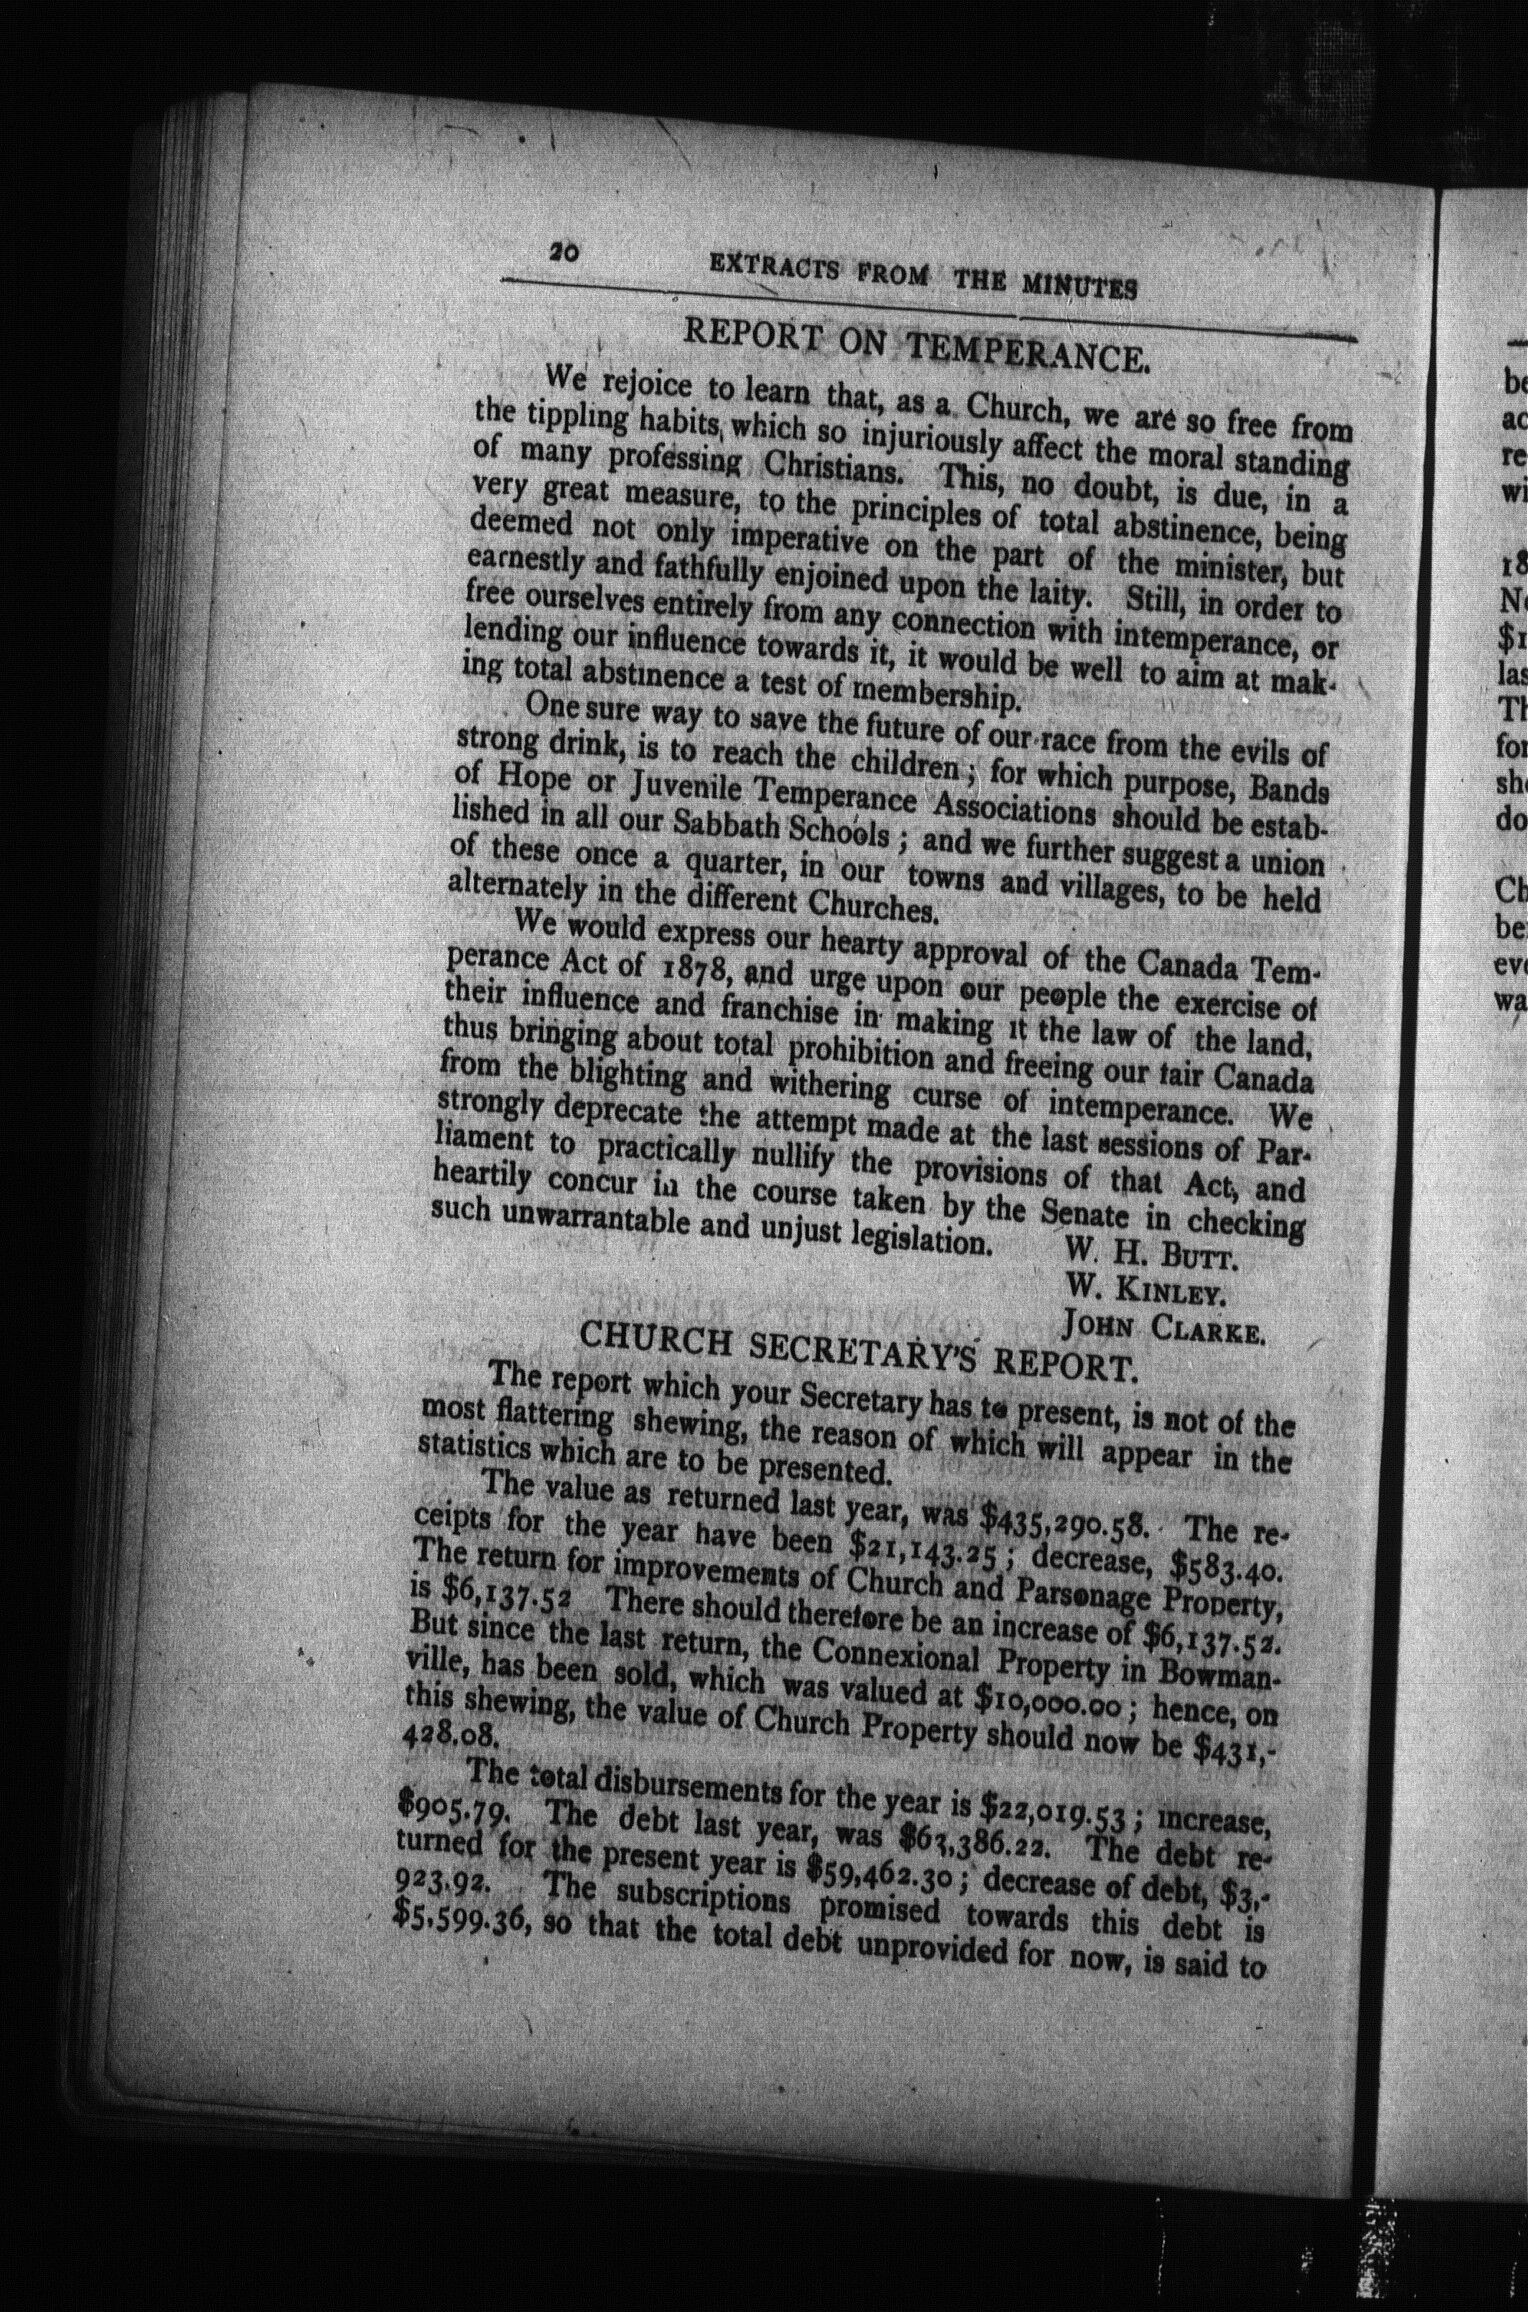 20 EXTRACTS FROM THE MINUTES
REPORT ON TEMPERANCE.
We rejoice to learn that, as a Church, we are so free from
the tippling habits, which so injuriously affect the moral standing
of many professing Christians. This, no doubt, is due, in a
very great measure, to the principles of total abstinence, being
deemed not only imperative on the part of the minister, but
earnestly and fathfully enjoined upon the laity. Still, in order to
free ourselves entirely from any connection with intemperance, or
lending our influence towards it, it would be well to aim at mak-
ing total abstinence a test of membership.
One sure way to save the future of our race from the evils of
strong drink, is to reach the children ; for which purpose, Bands
of Hope or Juvenile Temperance Associations should be estab-
lished in all our Sabbath Schools ; and we further suggest a union
of these once a quarter, in our towns and villages, to be held
alternately in the different Churches.
We would express our hearty approval of the Canada Tem-
perance Act of 1878, and urge upon our people the exercise of
their influence and franchise in making it the law of the land,
thus bringing about total prohibition and freeing our fair Canada
from the blighting and withering curse of intemperance. We
strongly deprecate the attempt made at the last sessions of Par-
liament to practically nullify the provisions of that Act, and
heartily concur in the course taken by the Senate in checking
such unwarrantable and unjust legislation.
W. H. BUTT.
W. KINLEY.
JOHN CLARKE.
CHURCH SECRETARY'S REPORT.
The report which your Secretary has to present, is not of the
most flattering shewing, the reason of which will appear in the
statistics which are to be presented.
The value as returned last year, was $435,290.58. The re-
ceipts for the year have been $21,143.25 ; decrease, $583.40.
The return for improvements of Church and Parsonage Property,
is $6,137.52 There should therefore be an increase of $6,137.52.
But since the last return, the Connexional Property in Bowman-
ville, has been sold, which was valued at $10,000.00 ; hence, on
this shewing, the value of Church Property should now be $431,-
428.08.
The total disbursements for the year is $22,019.53 ; increase,
$905.79. The debt last year, was $63,386.22. The debt re-
turned for the present year is $59,462.30 ; decrease of debt, $3,-
923.92. The subscriptions promised towards this debt is
$5,599.36, so that the total debt unprovided for now, is said to
be
ac
re
wi
18
$1
las
Th
for
sh
do
Ch
be
eve
wa